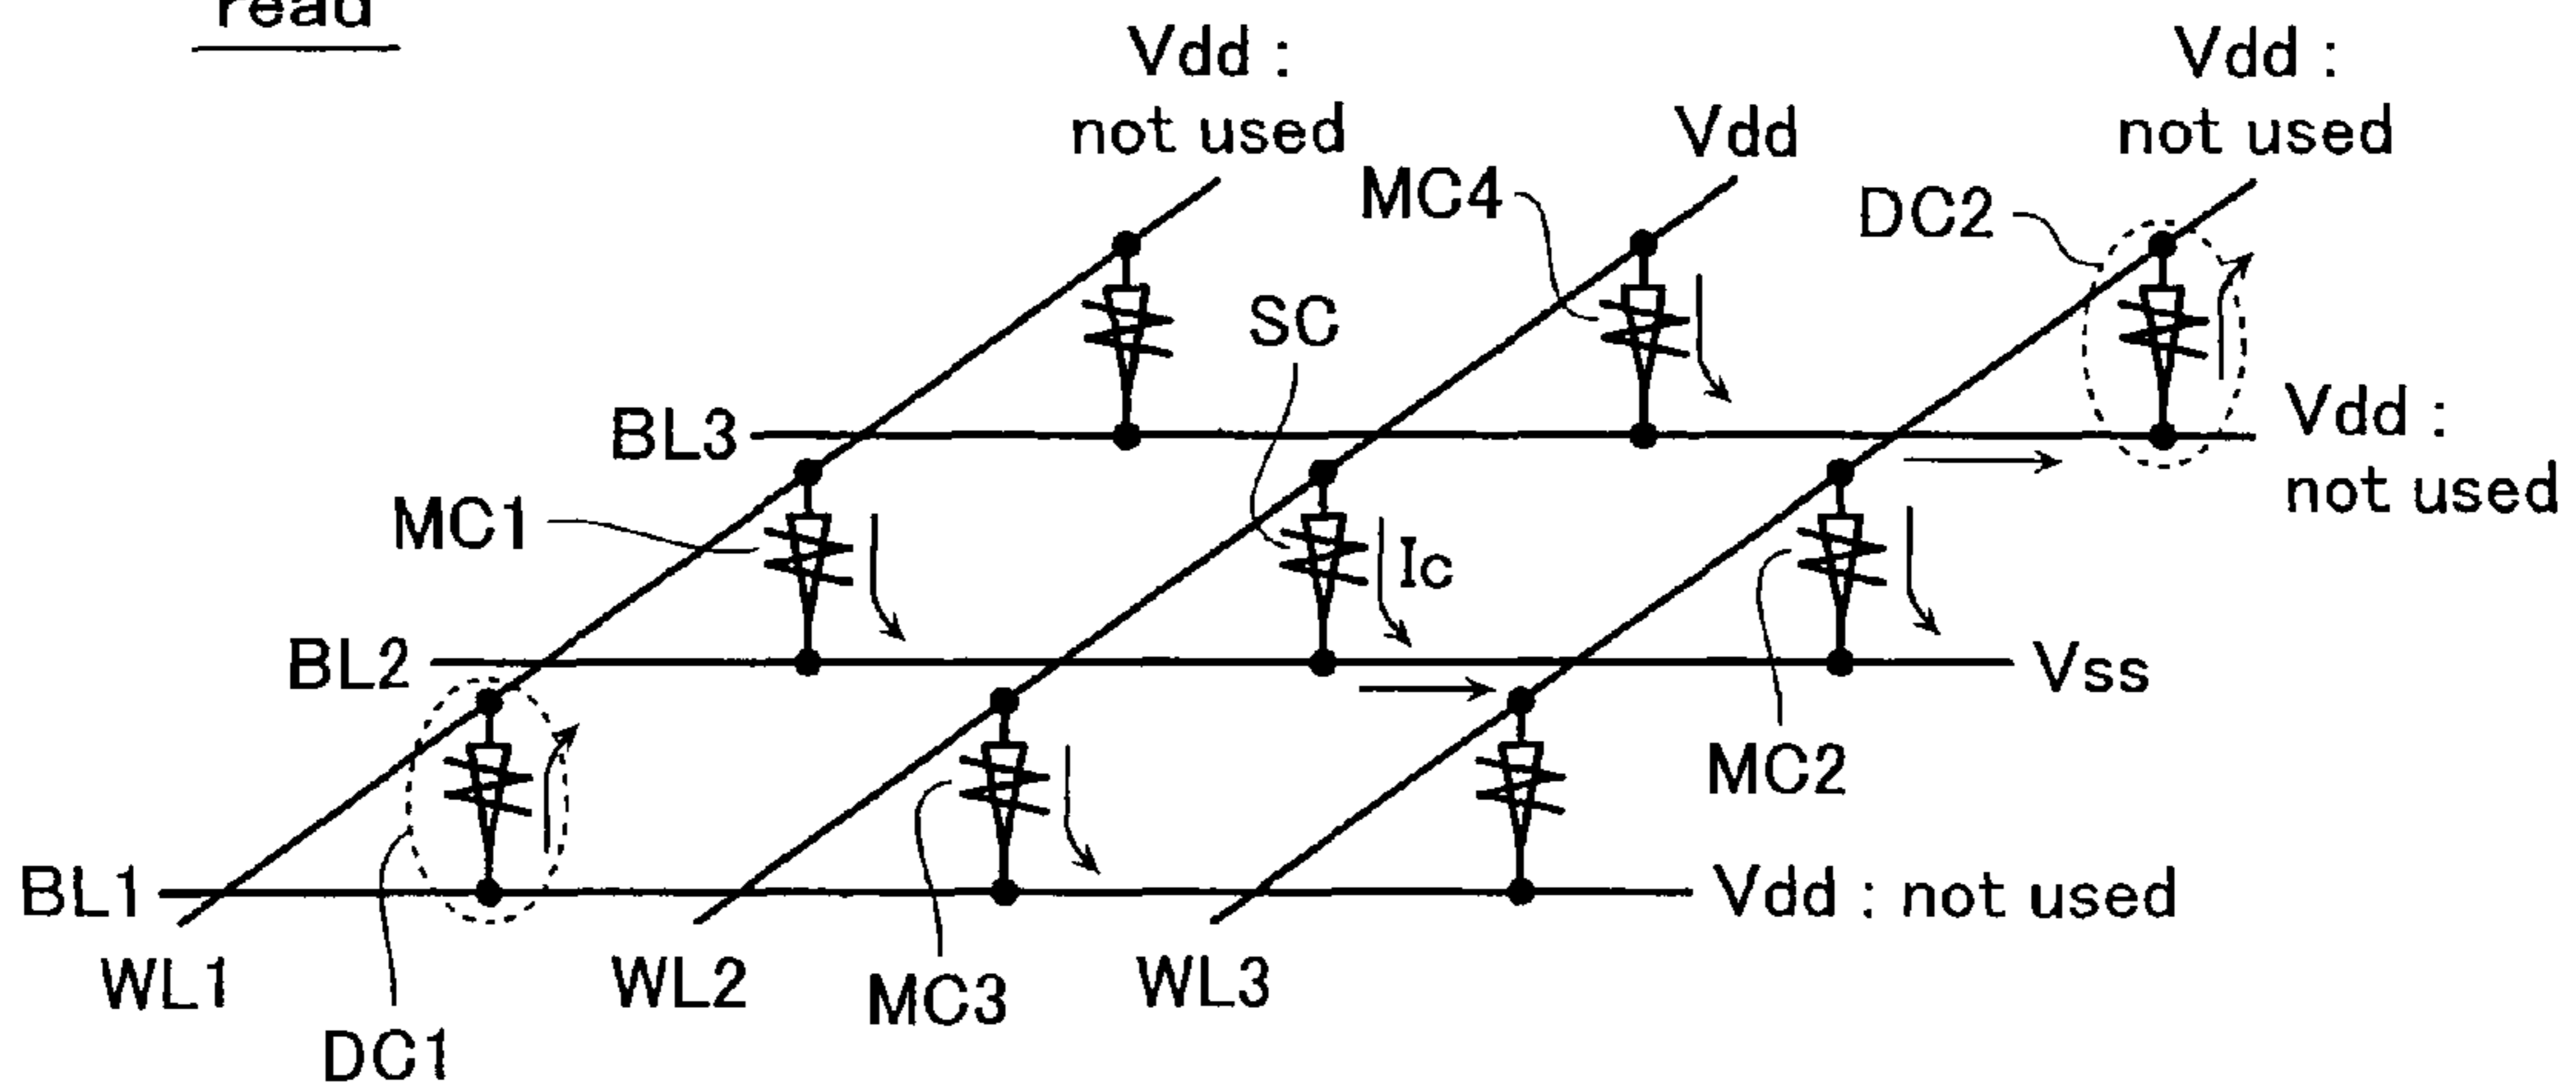 read
Vdd :
not used
Vdd
Vdd :
not used
MC4
DC2
SC
BL3
Vdd :
not used
MC1
Ic
BL2
Vss
MC2
BL1
Vdd : not used
WL1
WL2
MC3
WL3
DC1